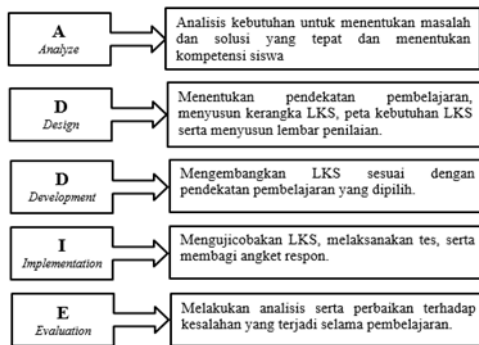 A
Analyze
Analisis kebutuhan untuk menentukan masalah
dan solusi yang tepat dan menentukan
kompetensi siswa
D
Design
Menentukan pendekatan pembelajaran,
menyusun kerangka LKS, peta kebutuhan LKS
serta menyusun lembar penilaian.
D
Development
Mengembangkan LKS sesuai dengan
pendekatan pembelajaran yang dipilih.
I
Implementation
Mengujicobakan LKS, melaksanakan tes, serta
membagi angket respon.
E
Evaluation
Melakukan analisis serta perbaikan terhadap
kesalahan yang terjadi selama pembelajaran.